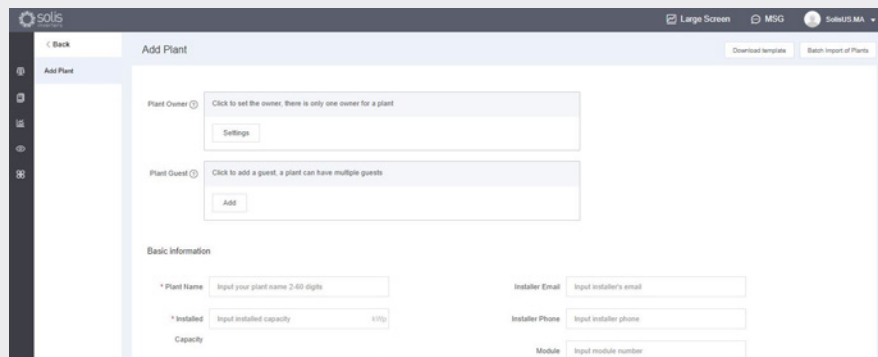 solis
Large Screen
MSG
SolisUS.MA
< Back
Add Plant
Download template
Batch Import of Plants
Add Plant
Plant Owner ?
Click to set the owner, there is only one owner for a plant
Settings
Plant Guest ?
Click to add a guest, a plant can have multiple guests
Add
Basic information
* Plant Name
Input your plant name 2-60 digits
Installer Email
Input installer's email
* Installed Capacity
Input installed capacity
kWp
Installer Phone
Input installer phone
Module
Input module number